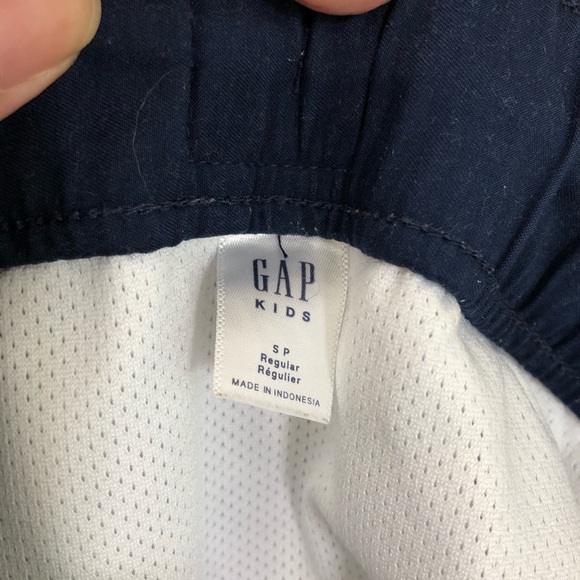 GAP
KIDS
S P
Regular
Régulier
MADE IN INDONESIA